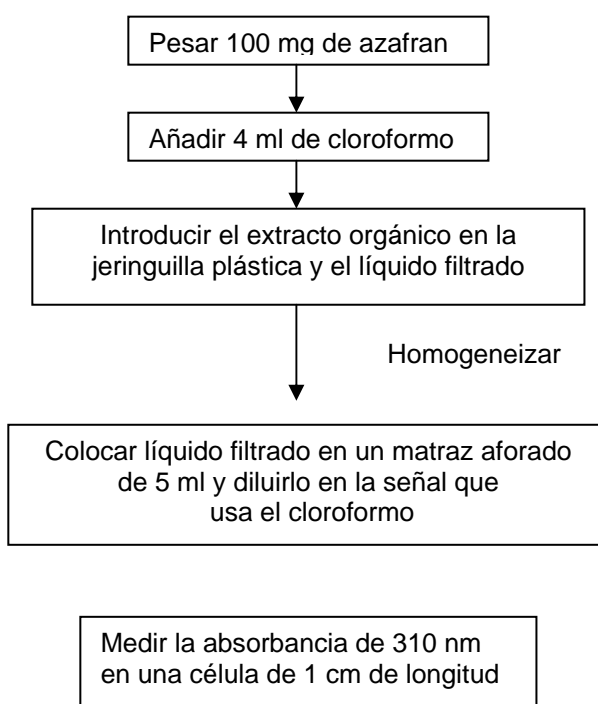 Pesar 100 mg de azafran
Añadir 4 ml de cloroformo
Introducir el extracto orgánico en la
jeringuilla plástica y el líquido filtrado
Homogeneizar
Colocar líquido filtrado en un matraz aforado
de 5 ml y diluirlo en la señal que
usa el cloroformo
Medir la absorbancia de 310 nm
en una célula de 1 cm de longitud